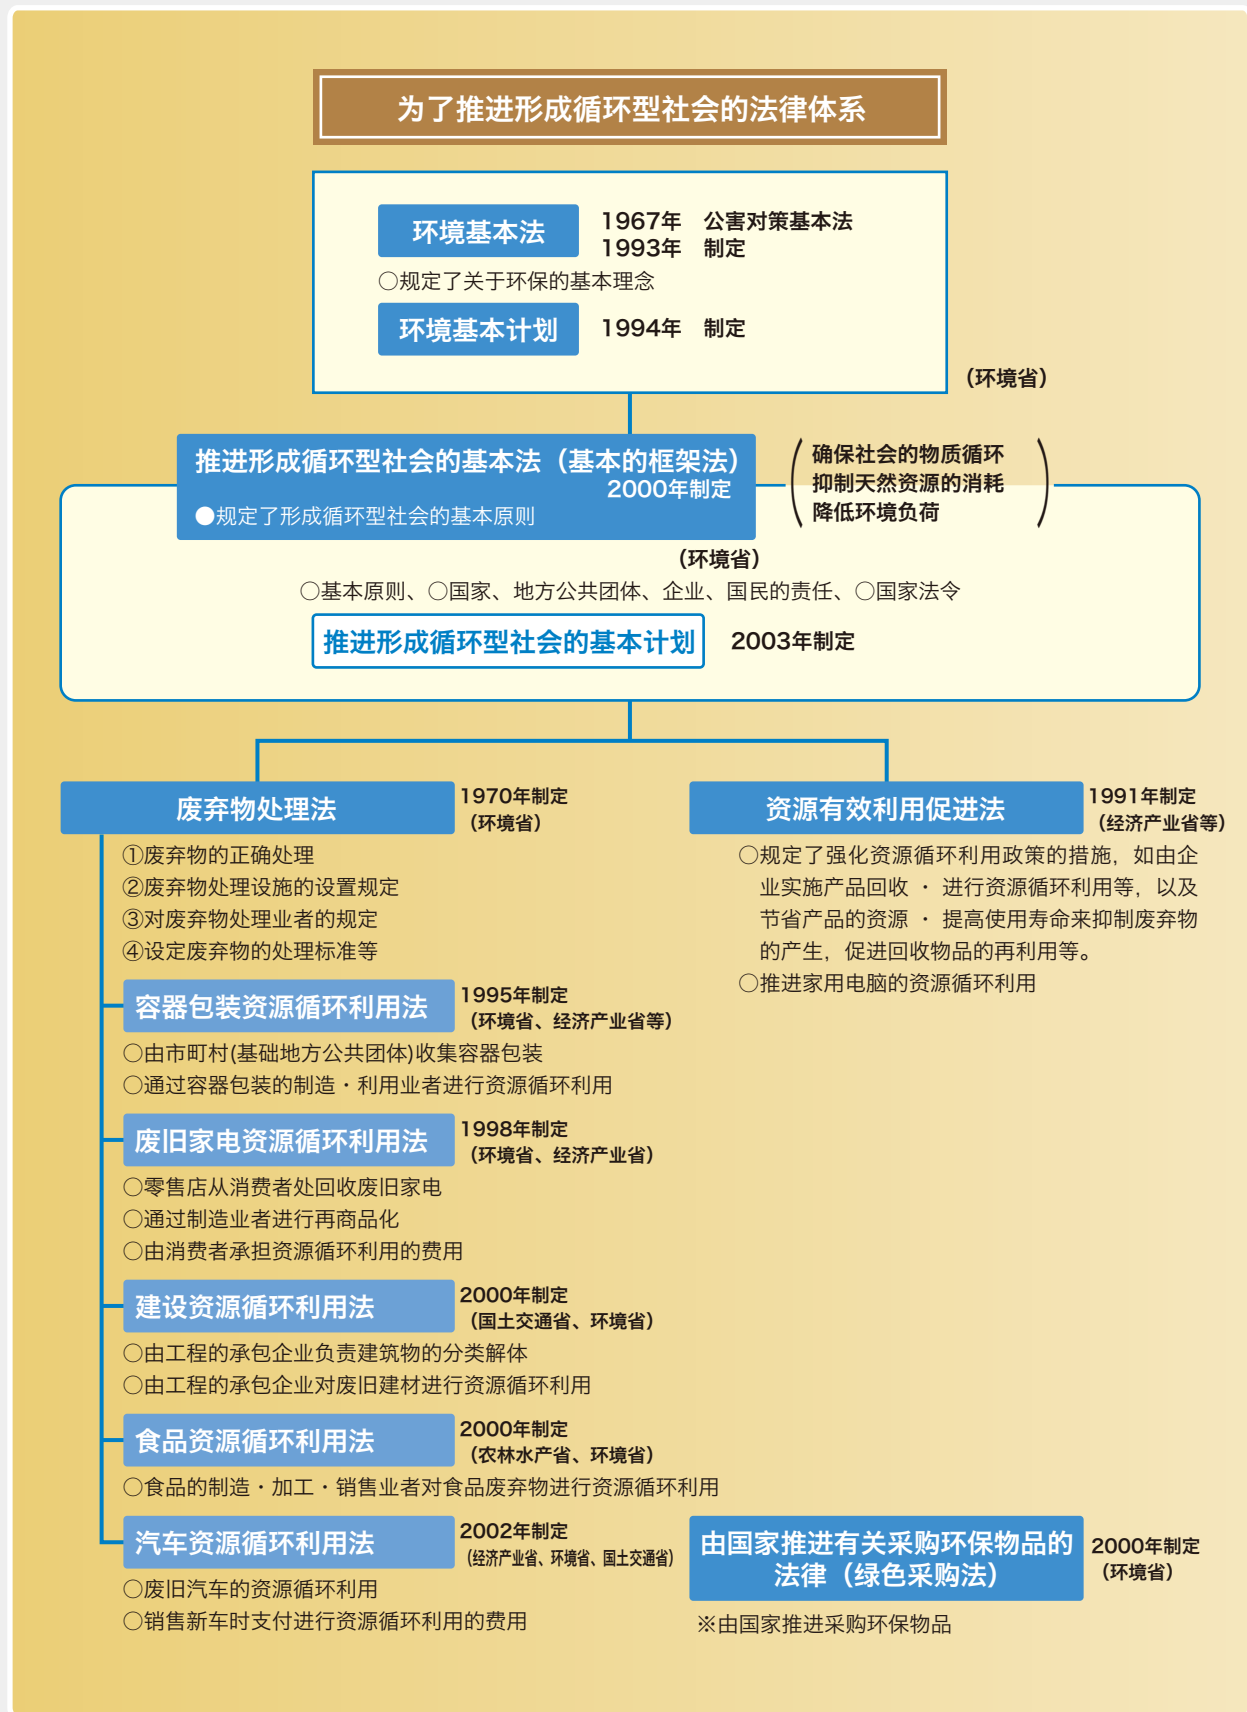 为了推进形成循环型社会的法律体系
环境基本法
1967年　公害对策基本法
1993年　制定
○规定了关于环保的基本理念
环境基本计划
1994年　制定
（环境省）
推进形成循环型社会的基本法（基本的框架法）
2000年制定
●规定了形成循环型社会的基本原则
确保社会的物质循环
抑制天然资源的消耗
降低环境负荷
（环境省）
○基本原则、○国家、地方公共团体、企业、国民的责任、○国家法令
推进形成循环型社会的基本计划
2003年制定
废弃物处理法
1970年制定
（环境省）
①废弃物的正确处理
②废弃物处理设施的设置规定
③对废弃物处理业者的规定
④设定废弃物的处理标准等
容器包装资源循环利用法
1995年制定
（环境省、经济产业省等）
○由市町村(基础地方公共团体)收集容器包装
○通过容器包装的制造・利用业者进行资源循环利用
废旧家电资源循环利用法
1998年制定
（环境省、经济产业省）
○零售店从消费者处回收废旧家电
○通过制造业者进行再商品化
○由消费者承担资源循环利用的费用
建设资源循环利用法
2000年制定
（国土交通省、环境省）
○由工程的承包企业负责建筑物的分类解体
○由工程的承包企业对废旧建材进行资源循环利用
食品资源循环利用法
2000年制定
（农林水产省、环境省）
○食品的制造・加工・销售业者对食品废弃物进行资源循环利用
汽车资源循环利用法
2002年制定
（经济产业省、环境省、国土交通省）
○废旧汽车的资源循环利用
○销售新车时支付进行资源循环利用的费用
资源有效利用促进法
1991年制定
（经济产业省等）
○规定了强化资源循环利用政策的措施，如由企
业实施产品回收 ・ 进行资源循环利用等，以及
节省产品的资源 ・ 提高使用寿命来抑制废弃物
的产生，促进回收物品的再利用等。
○推进家用电脑的资源循环利用
由国家推进有关采购环保物品的
法律（绿色采购法）
2000年制定
（环境省）
※由国家推进采购环保物品